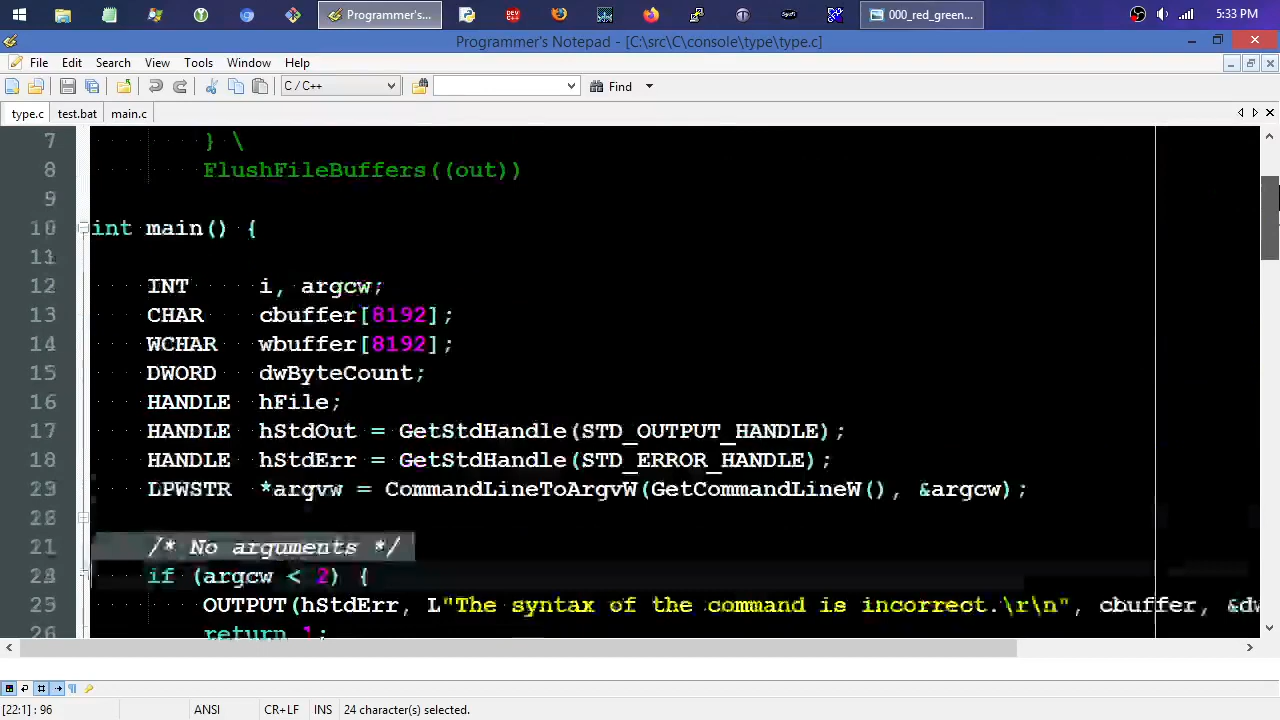 Programmer's...
000_red_green...
5:33 PM
Programmer's Notepad - [C:\src\C\console\type\type.c]
File Edit Search View Tools Window Help
C / C++
Find
type.c test.bat main.c
7 } \
8 FlushFileBuffers((out))
9
10 int main() {
11
12 INT i, argcw;
13 CHAR cbuffer[8192];
14 WCHAR wbuffer[8192];
15 DWORD dwByteCount;
16 HANDLE hFile;
17 HANDLE hStdOut = GetStdHandle(STD_OUTPUT_HANDLE);
18 HANDLE hStdErr = GetStdHandle(STD_ERROR_HANDLE);
LPWSTR *argvw = CommandLineToArgvW(GetCommandLineW(), &argcw);
21 /* No arguments */
if (argcw < 2) {
25 OUTPUT(hStdErr, L"The syntax of the command is incorrect.\r\n", cbuffer, &dw
26 return 1;
[22:1] : 96 ANSI CR+LF INS 24 character(s) selected.